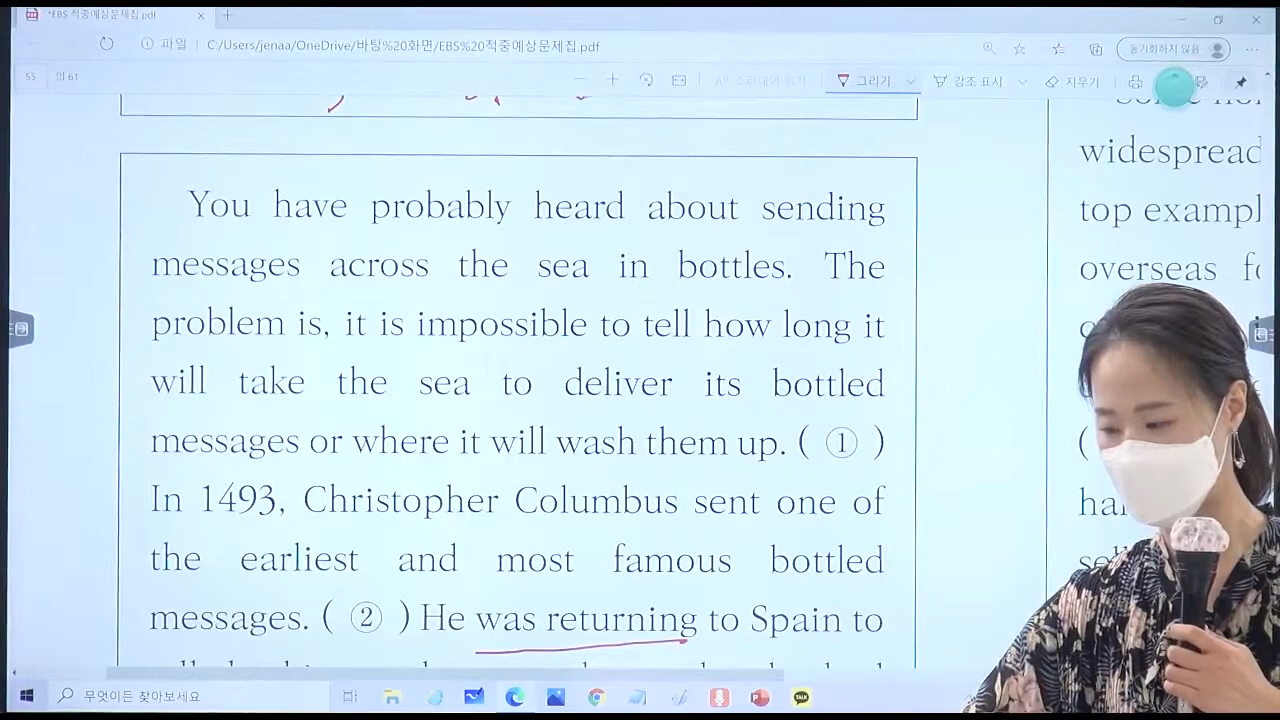 *EBS 적중예상문제집.pdf
파일 C:/Users/jenaa/OneDrive/바탕%20화면/EBS%20적중예상문제집.pdf
동기화하지 않음
55 의 61
그리기 강조 표시 지우기
You have probably heard about sending
messages across the sea in bottles. The
problem is, it is impossible to tell how long it
will take the sea to deliver its bottled
messages or where it will wash them up. ( ① )
In 1493, Christopher Columbus sent one of
the earliest and most famous bottled
messages. ( ② ) He was returning to Spain to
widespread
top exampl
overseas
무엇이든 찾아보세요
TALK